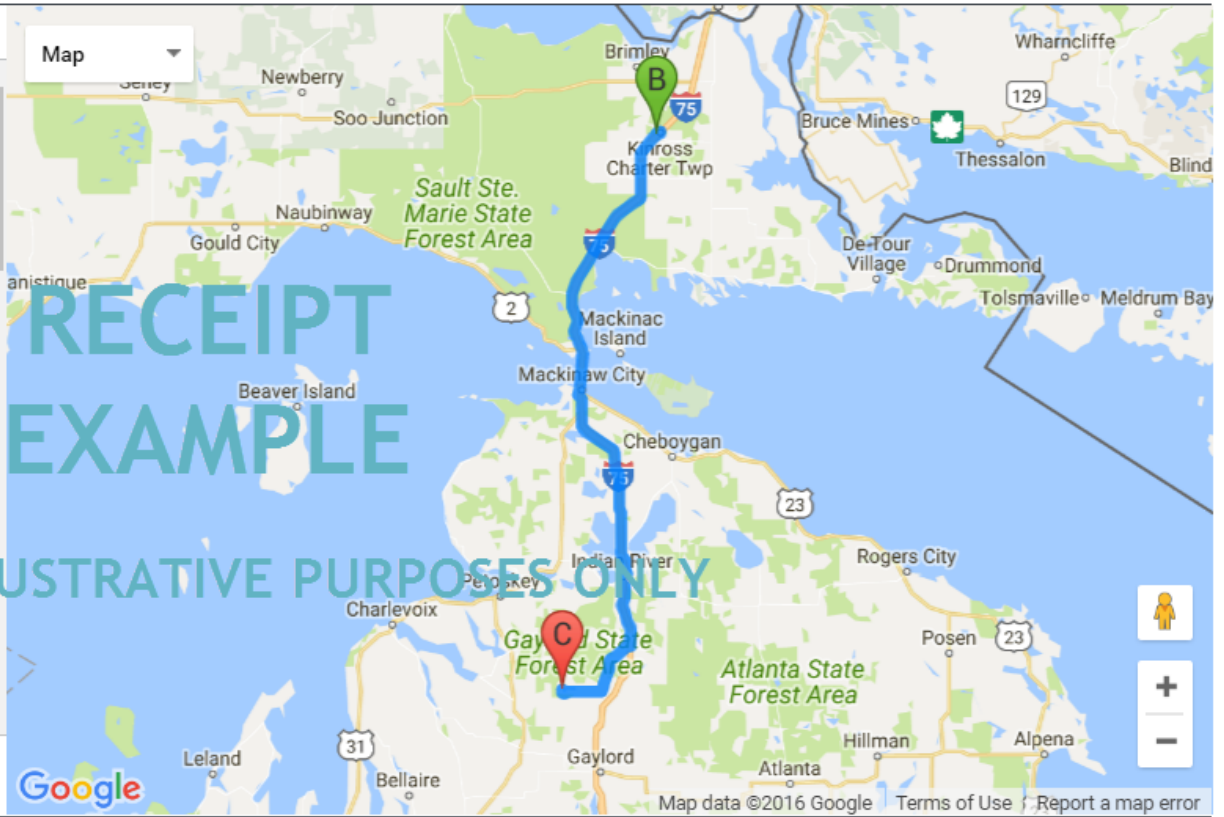 Map
Brimley
Wharncliffe
Newberry
B
75
129
Seney
Soo Junction
Bruce Mines
Kinross
Charter Twp
Thessalon
Blind
Sault Ste.
Marie State
Forest Area
Naubinway
Gould City
75
De-Tour
Village
Drummond
anistique
RECEIPT
2
Tolsmaville
Meldrum Bay
Mackinac
Island
Mackinaw City
Beaver Island
EXAMPLE
Cheboygan
75
23
Indian River
Rogers City
USTRATIVE PURPOSES ONLY
Petoskey
Charlevoix
C
Gaylord State
Forest Area
Posen
23
Atlanta State
Forest Area
+
−
31
Leland
Gaylord
Hillman
Alpena
Bellaire
Atlanta
Google
Map data ©2016 Google
Terms of Use
Report a map error